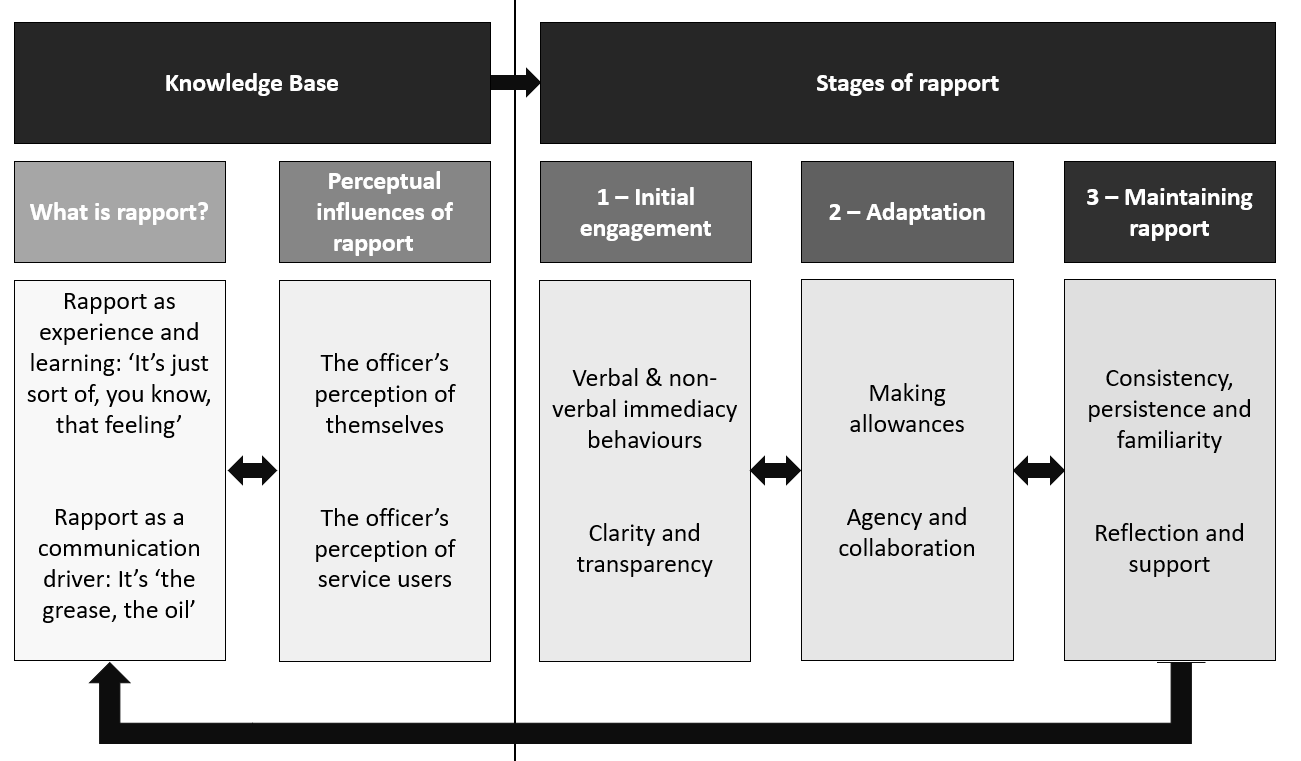 Knowledge Base
Stages of rapport
What is rapport?
Perceptual
influences of
rapport
1 – Initial
engagement
2 – Adaptation
3 – Maintaining
rapport
Rapport as
experience and
learning: ‘It’s just
sort of, you know,
that feeling’
Rapport as a
communication
driver: It’s ‘the
grease, the oil’
The officer’s
perception of
themselves
The officer’s
perception of
service users
Verbal & non-
verbal immediacy
behaviours
Clarity and
transparency
Making
allowances
Agency and
collaboration
Consistency,
persistence and
familiarity
Reflection and
support